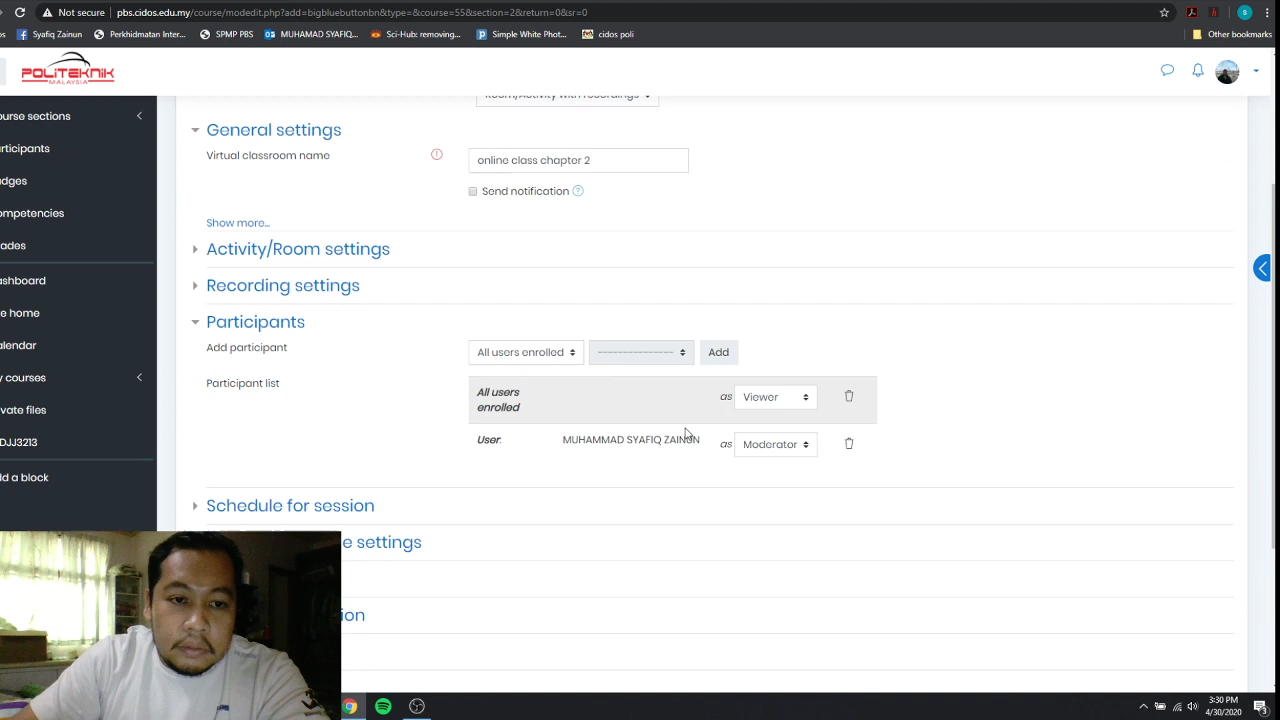 Not secure | pbs.cidos.edu.my/course/modedit.php?add=bigbluebuttonbn&type=&course=55&section=2&return=0&sr=0
ps
Syafiq Zainun
Perkhidmatan Inter...
SPMP PBS
MUHAMAD SYAFIQ...
Sci-Hub: removing...
Simple White Phot...
cidos poli
Other bookmarks
POLITEKNIK
MALAYSIA
ourse sections
articipants
adges
ompetencies
ades
ashboard
e home
alendar
y courses
ivate files
DJJ3213
d a block
Room/Activity with recordings
General settings
Virtual classroom name
online class chapter 2
Send notification
Show more...
Activity/Room settings
Recording settings
Participants
Add participant
All users enrolled
---------------
Add
Participant list
All users
enrolled
as
Viewer
User:
MUHAMMAD SYAFIQ ZAINUN
as
Moderator
Schedule for session
e settings
ion
3:30 PM
4/30/2020
3